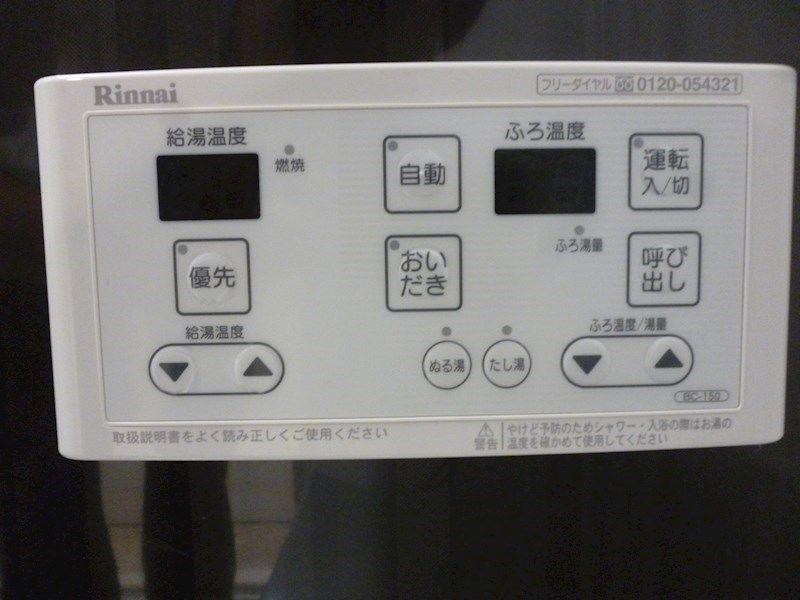 Rinnai
フリーダイヤル 0120-054321
給湯温度
燃焼
自動
ふろ温度
運転
入/切
優先
おい
だき
ふろ湯量
呼び
出し
給湯温度
ぬる湯
たし湯
ふろ温度/湯量
BC-150
取扱説明書をよく読み正しくご使用ください
警告
やけど予防のためシャワー・入浴の際はお湯の
温度を確かめて使用してください